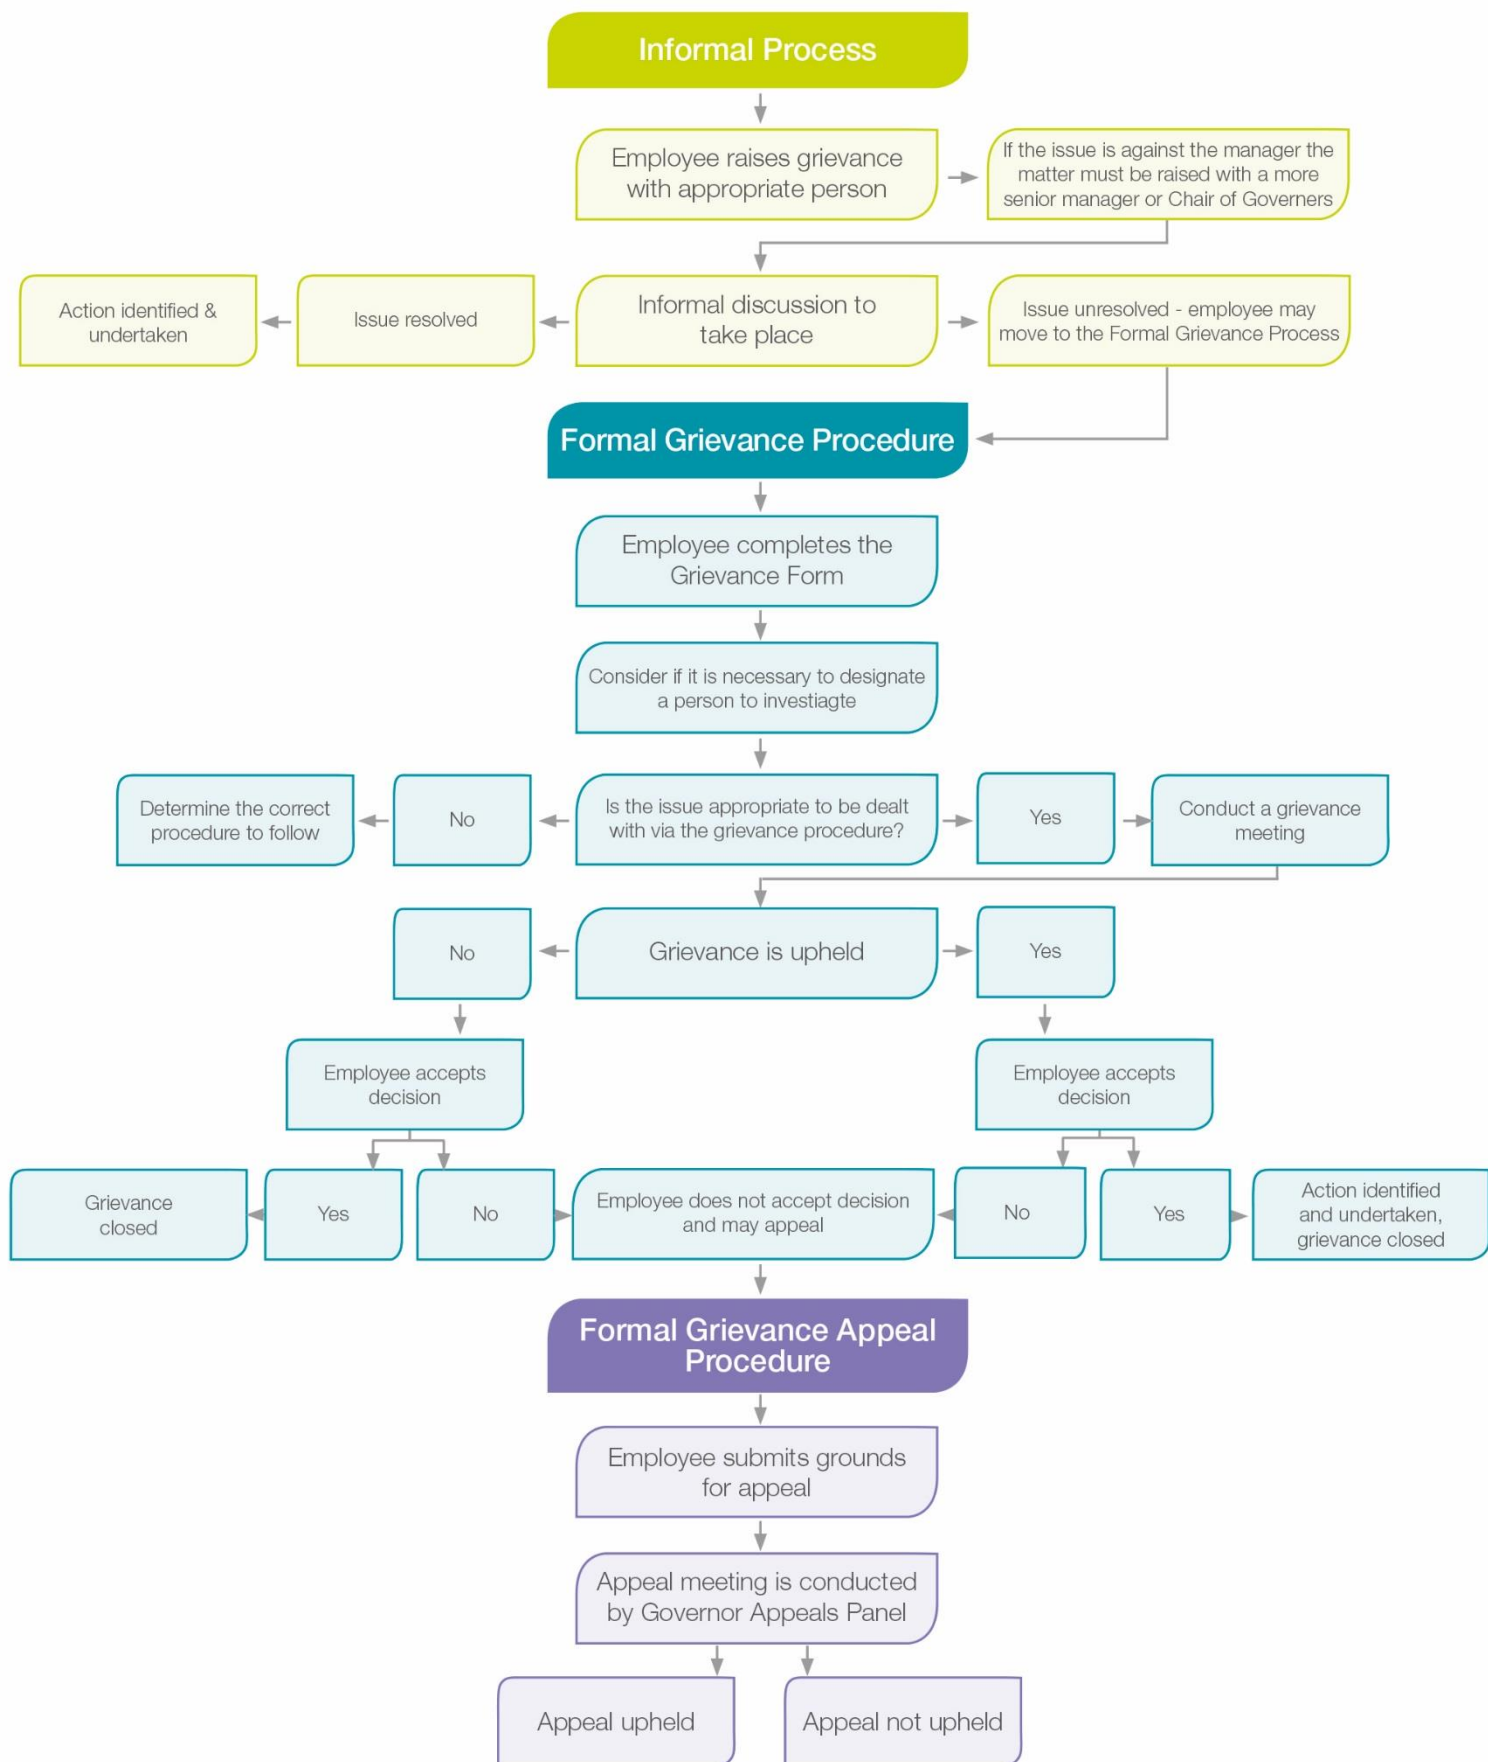 Informal Process
Employee raises grievance
with appropriate person
If the issue is against the manager the
matter must be raised with a more
senior manager or Chair of Governers
Action identified &
undertaken
Issue resolved
Informal discussion to
take place
Issue unresolved - employee may
move to the Formal Grievance Process
Formal Grievance Procedure
Employee completes the
Grievance Form
Consider if it is necessary to designate
a person to investiagte
Determine the correct
procedure to follow
No
Is the issue appropriate to be dealt
with via the grievance procedure?
Yes
Conduct a grievance
meeting
No
Grievance is upheld
Yes
Employee accepts
decision
Employee accepts
decision
Grievance
closed
Yes
No
Employee does not accept decision
and may appeal
No
Yes
Action identified
and undertaken,
grievance closed
Formal Grievance Appeal
Procedure
Employee submits grounds
for appeal
Appeal meeting is conducted
by Governor Appeals Panel
Appeal upheld
Appeal not upheld